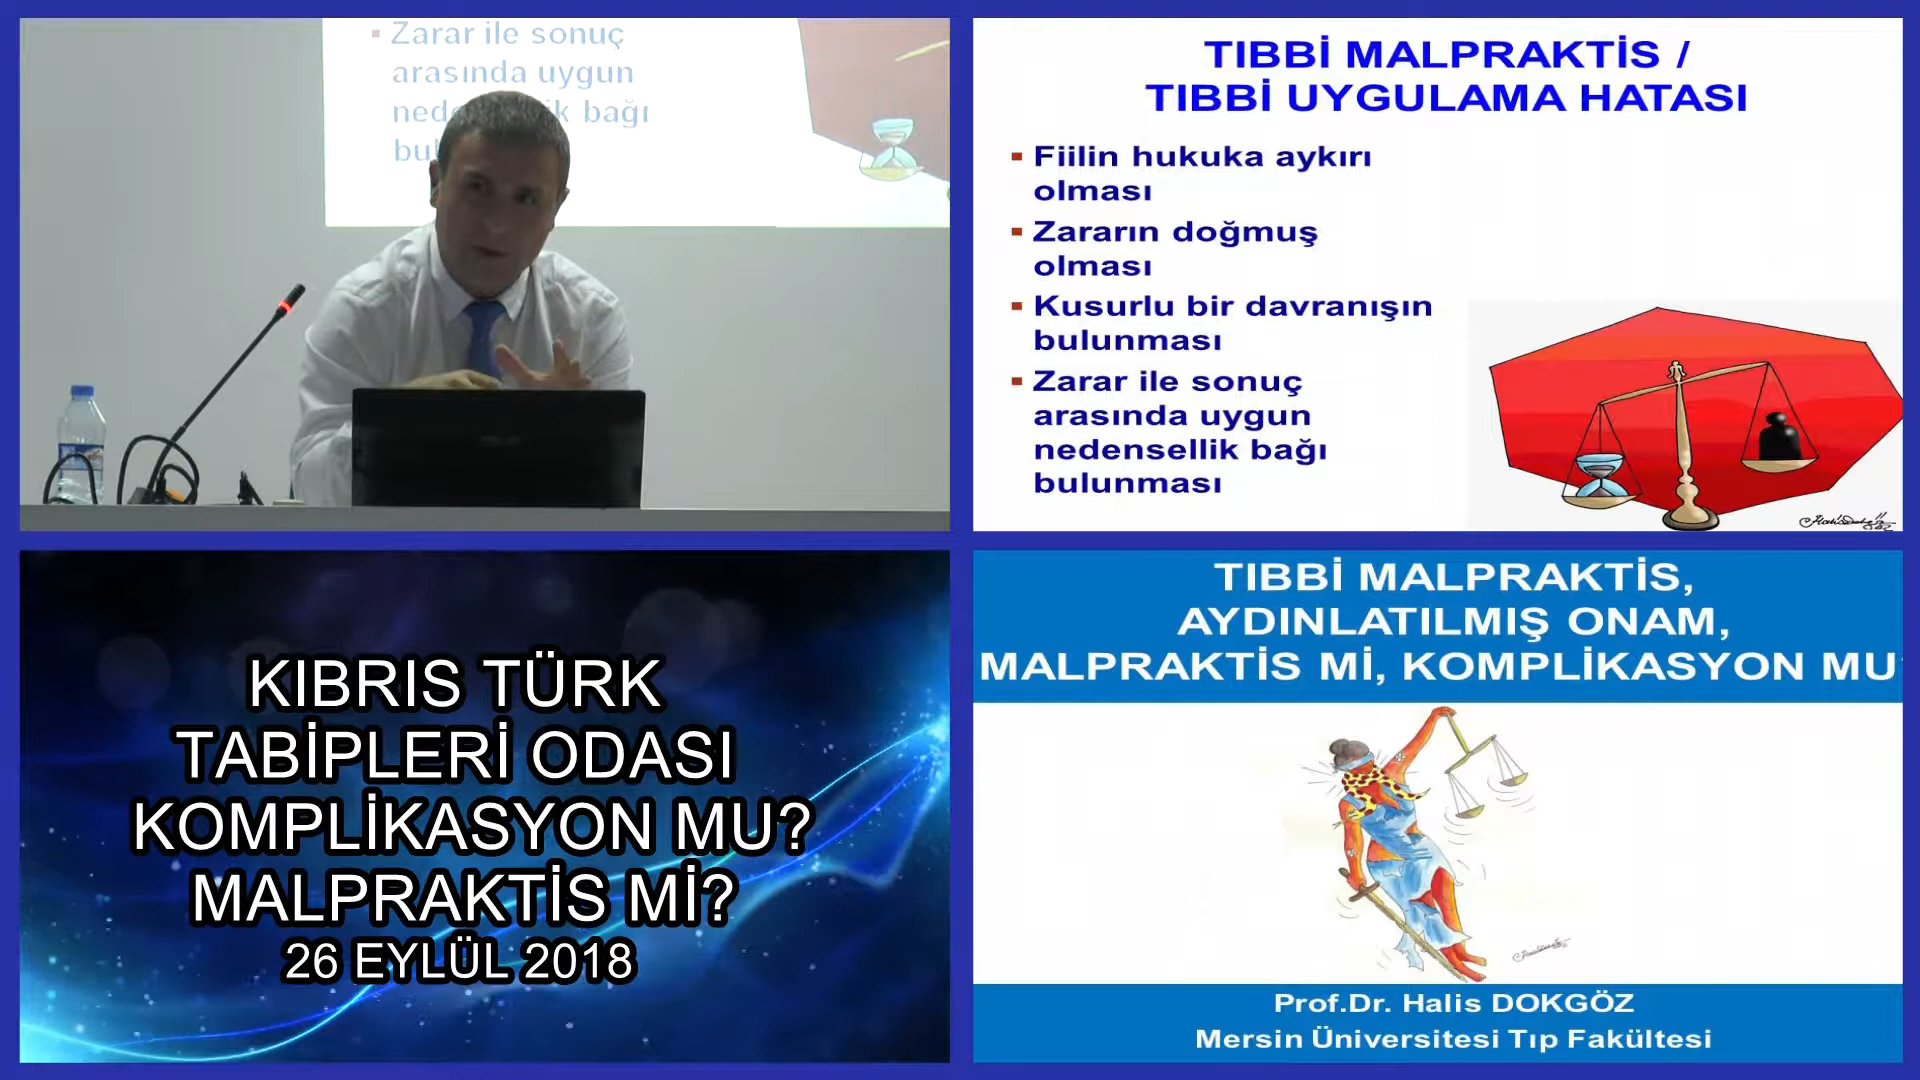 Zarar ile sonuç
arasında uygun
bağı
TIBBİ MALPRAKTİS /
TIBBİ UYGULAMA HATASI
Fiilin hukuka aykırı
olması
Zararın doğmuş
olması
Kusurlu bir davranışın
bulunması
Zarar ile sonuç
arasında uygun
nedensellik bağı
bulunması
KIBRIS TÜRK
TABİPLERİ ODASI
KOMPLİKASYON MU?
MALPRAKTİS Mİ?
26 EYLÜL 2018
TIBBİ MALPRAKTİS,
AYDINLATILMIŞ ONAM,
MALPRAKTİS Mİ, KOMPLİKASYON MU
Prof.Dr. Halis DOKGÖZ
Mersin Üniversitesi Tıp Fakültesi